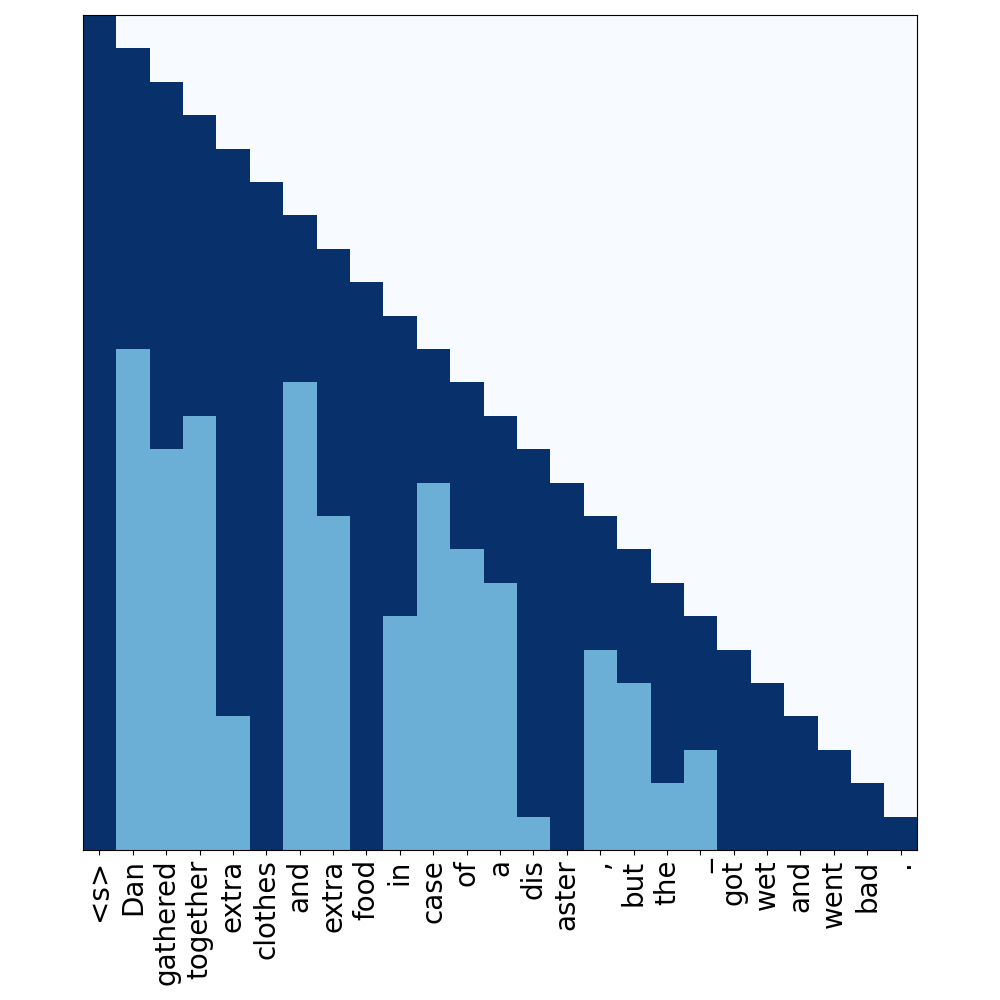 <s>
Dan
gathered
together
extra
clothes
and
extra
food
in
case
of
a
dis
aster
,
but
the
_
got
wet
and
went
bad
.